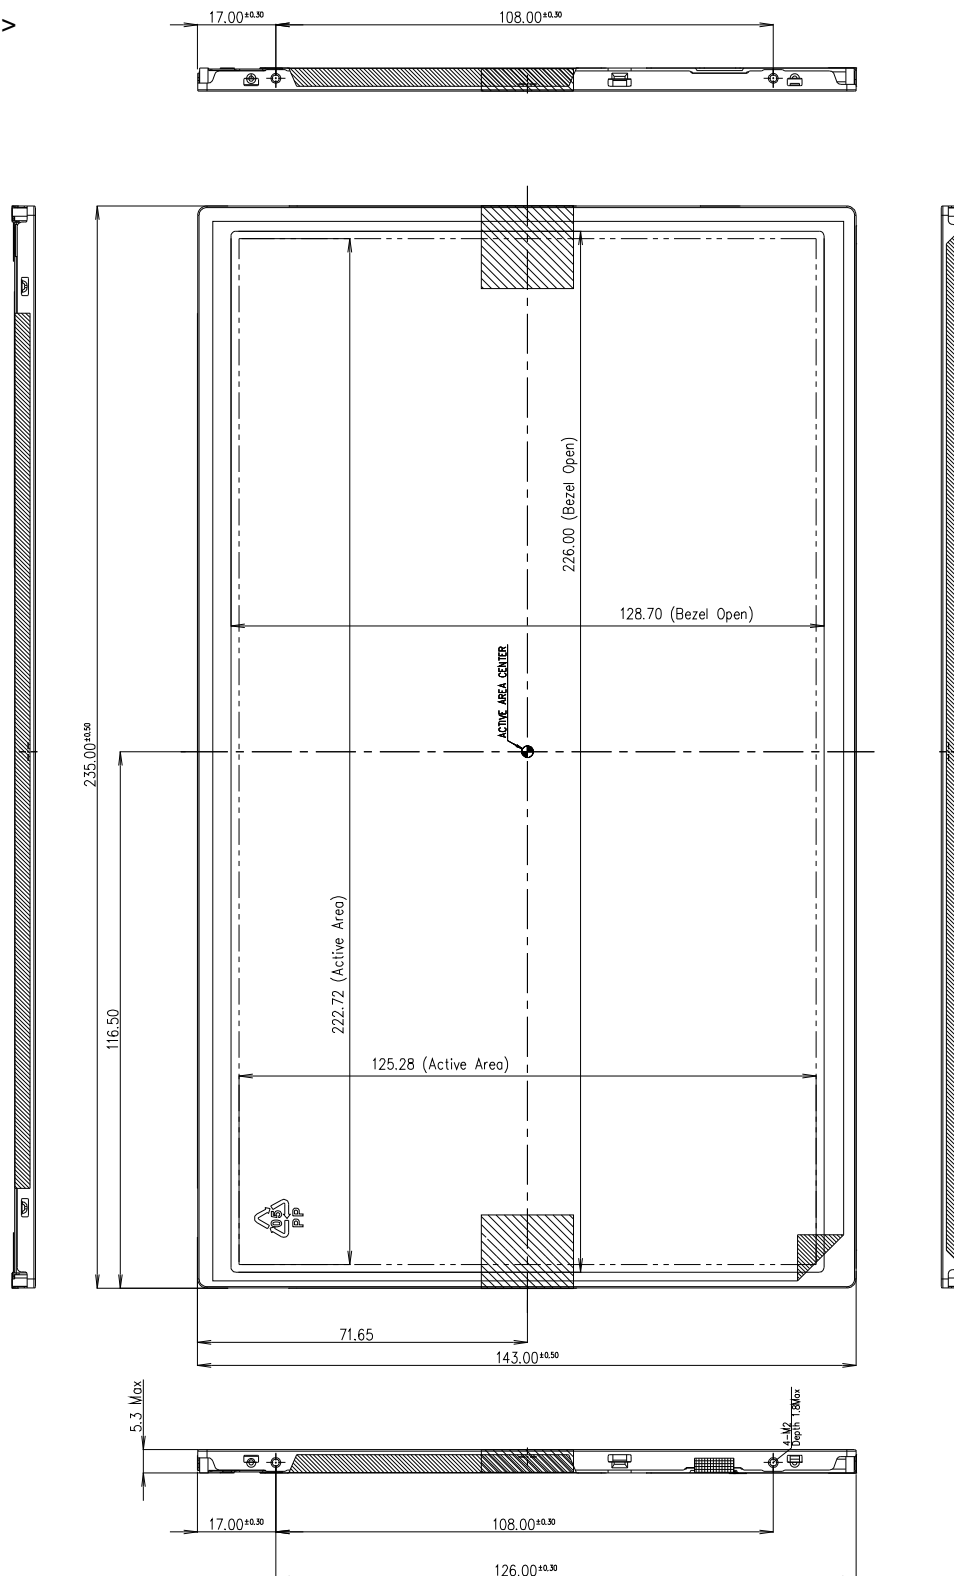 >
17.00±0.30
108.00±0.30
226.00 (Bezel Open)
128.70 (Bezel Open)
ACTIVE AREA CENTER
235.00±0.50
222.72 (Active Area)
116.50
125.28 (Active Area)
05
PP
71.65
143.00±0.50
5.3 Max
4-M2
Depth 1.8Max
17.00±0.30
108.00±0.30
126.00±0.30